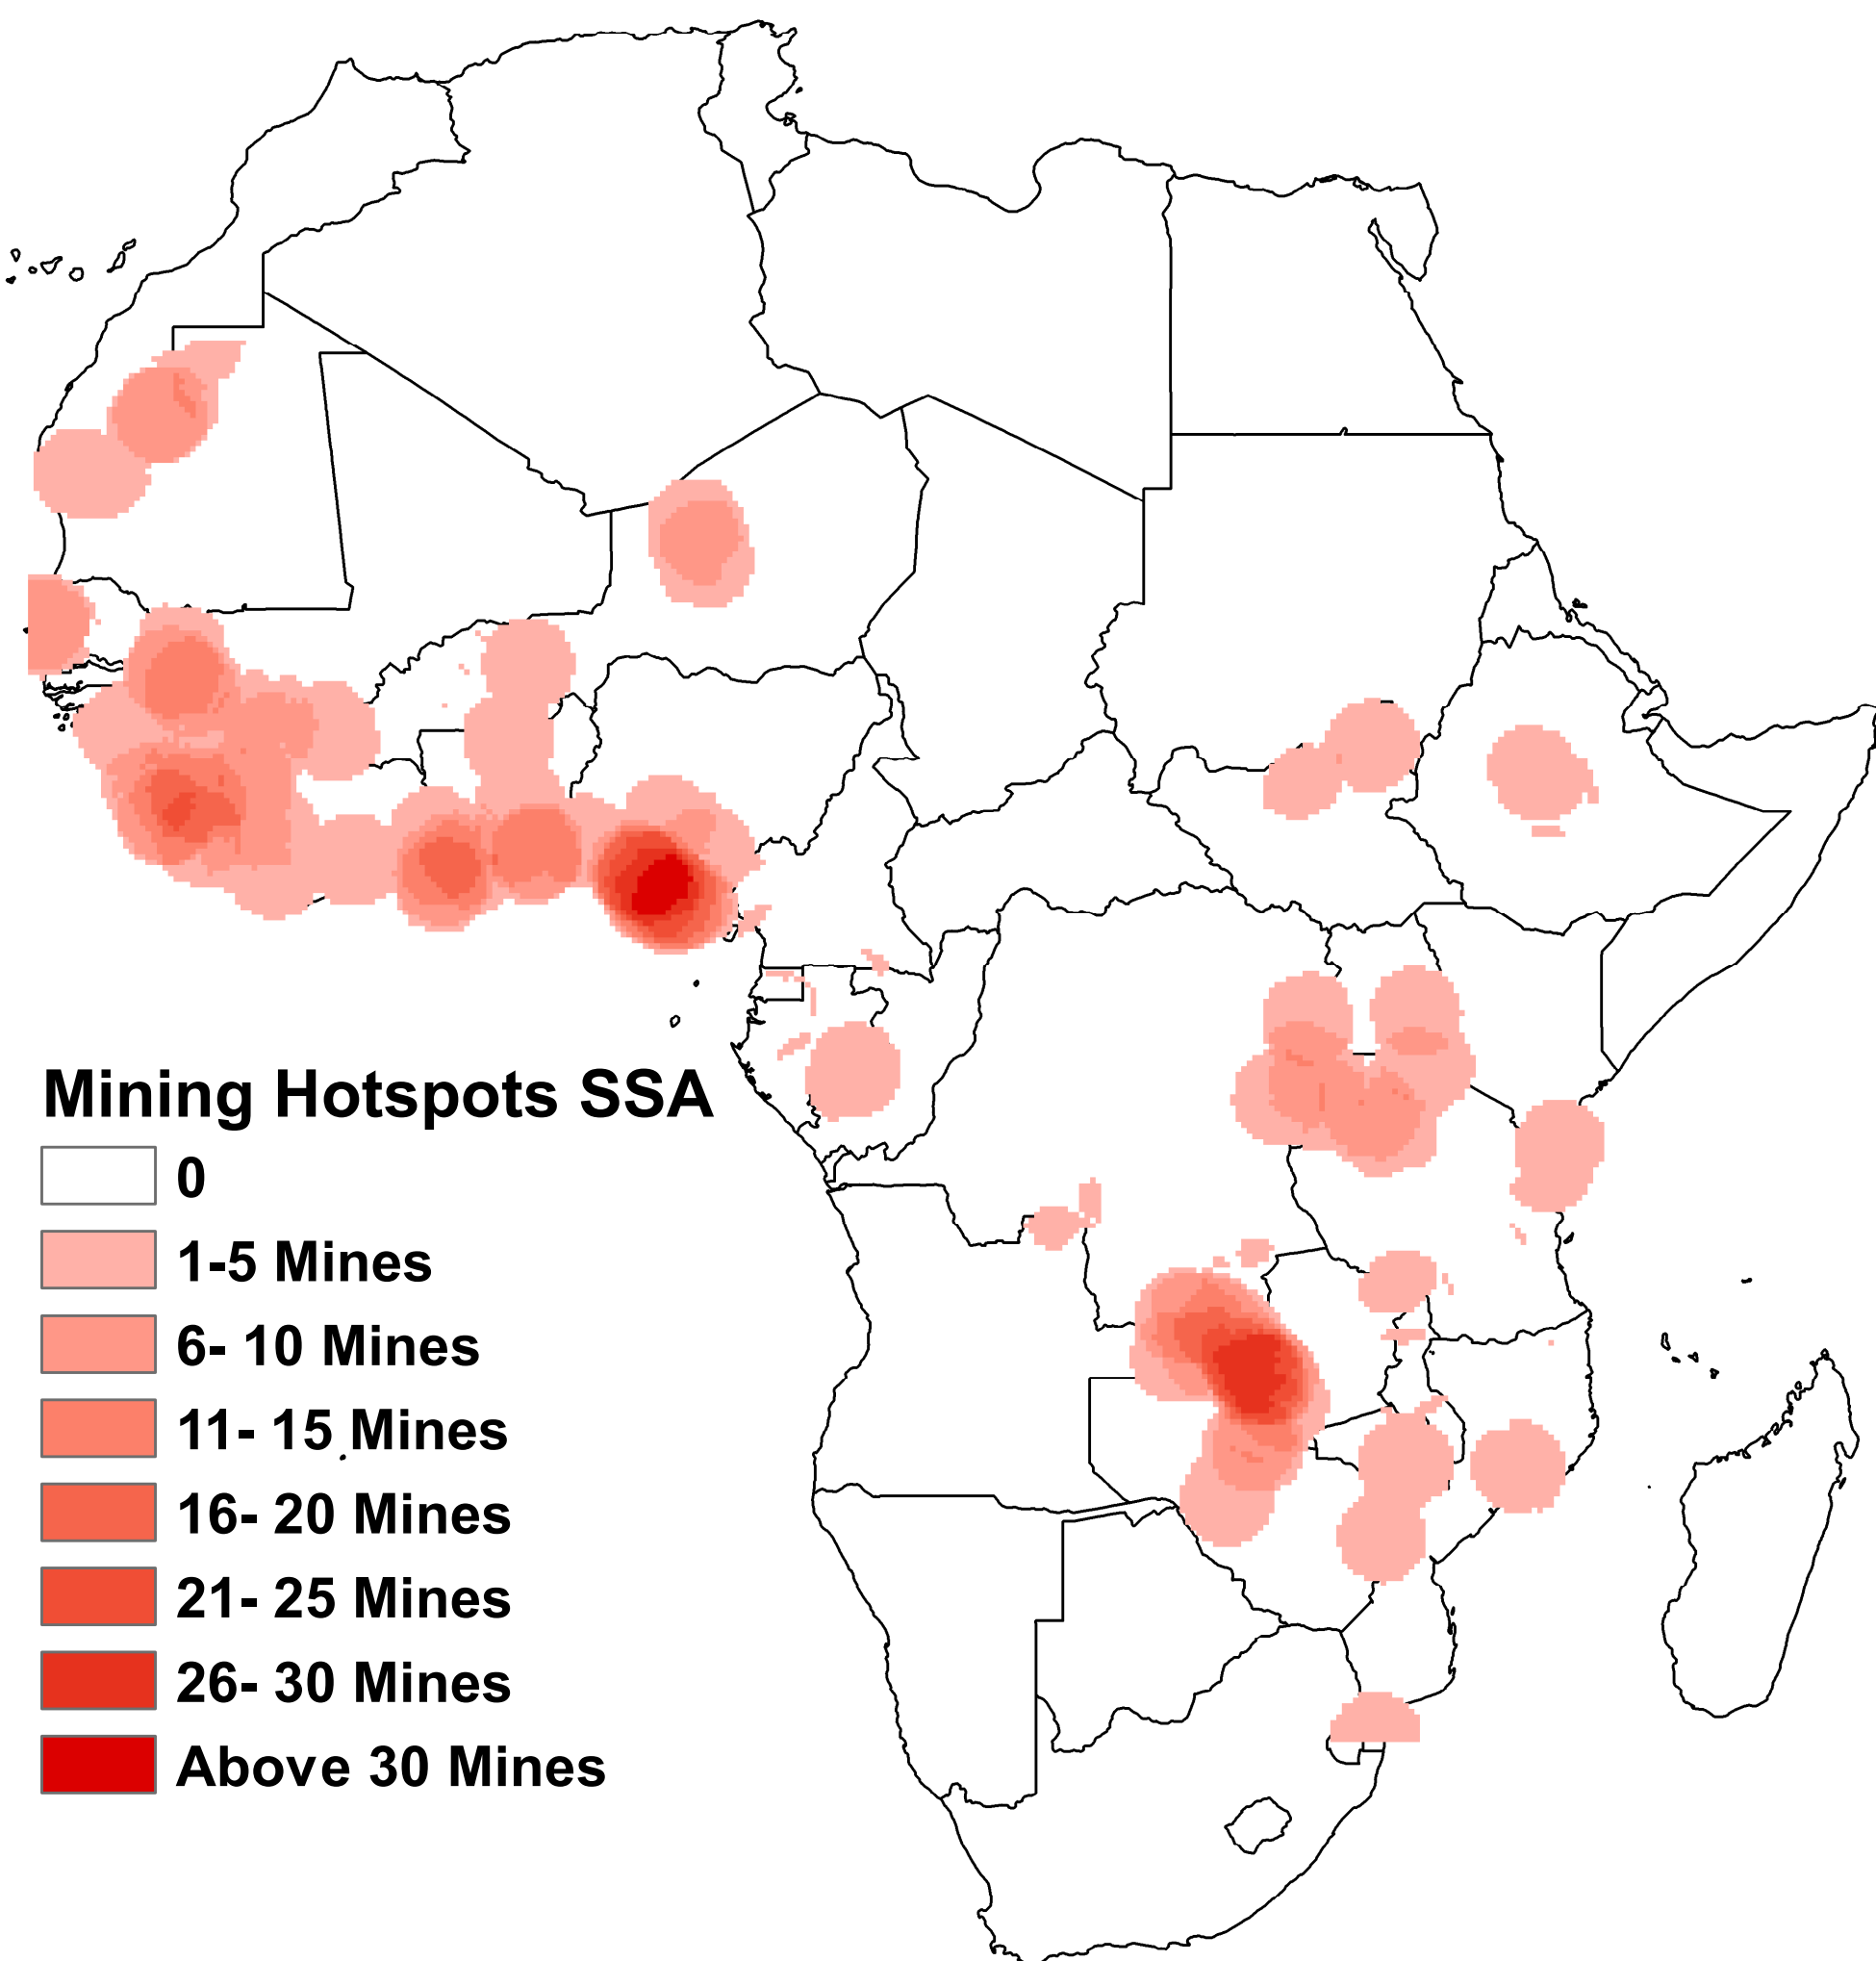 Mining Hotspots SSA
0
1-5 Mines
6- 10 Mines
11- 15 Mines
16- 20 Mines
21- 25 Mines
26- 30 Mines
Above 30 Mines